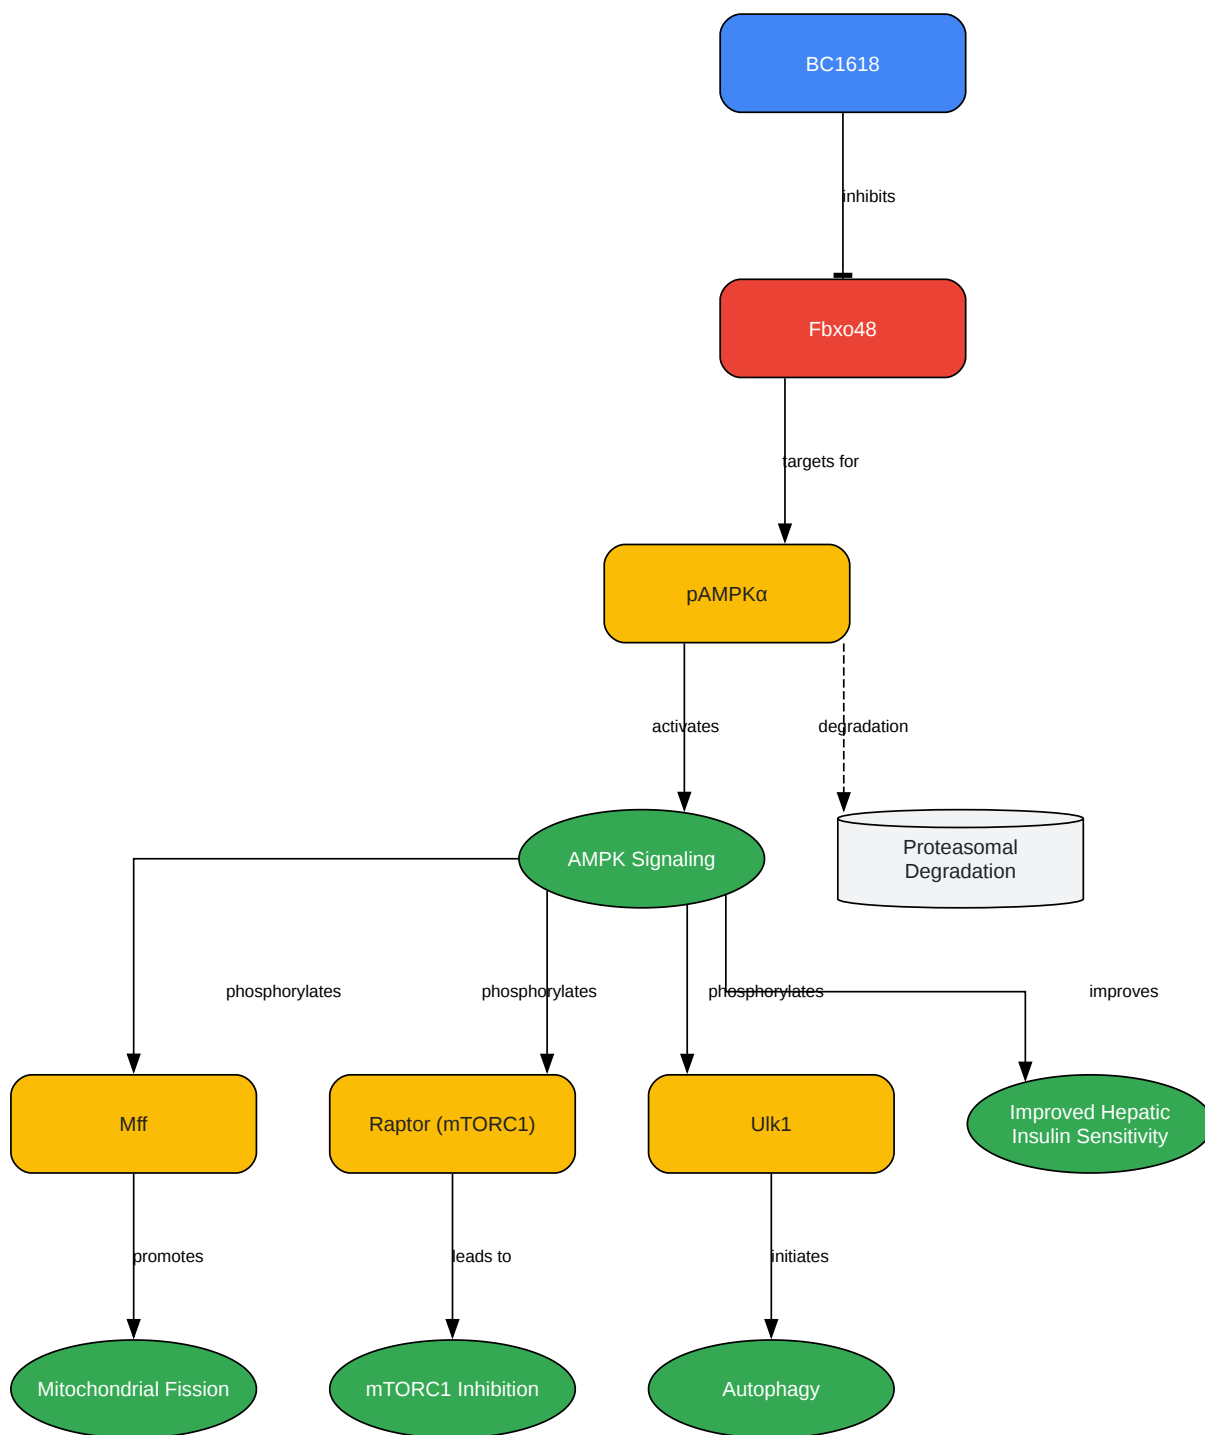 BC1618
inhibits
Fbxo48
targets for
pAMPKα
activates
degradation
AMPK Signaling
Proteasomal
Degradation
phosphorylates
phosphorylates
phosphorylates
improves
Mff
Raptor (mTORC1)
Ulk1
Improved Hepatic
Insulin Sensitivity
promotes
leads to
initiates
Mitochondrial Fission
mTORC1 Inhibition
Autophagy